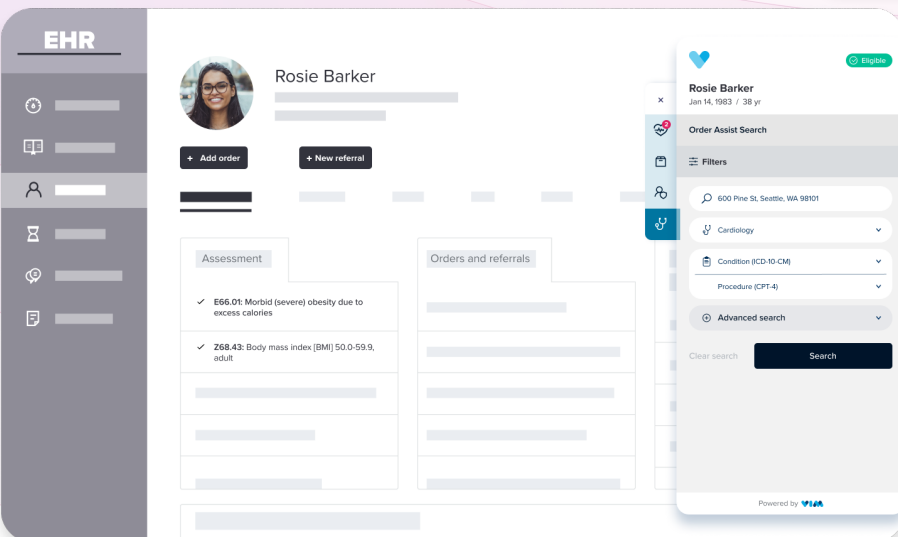 EHR
Rosie Barker
+ Add order
+ New referral
Assessment
E66.01: Morbid (severe) obesity due to
excess calories
Z68.43: Body mass index [BMI] 50.0-59.9,
adult
Orders and referrals
×
2
Eligible
Rosie Barker
Jan 14, 1983 / 38 yr
Order Assist Search
Filters
600 Pine St, Seattle, WA 98101
Cardiology
Condition (ICD-10-CM)
Procedure (CPT-4)
Advanced search
Clear search
Search
Powered by VIM